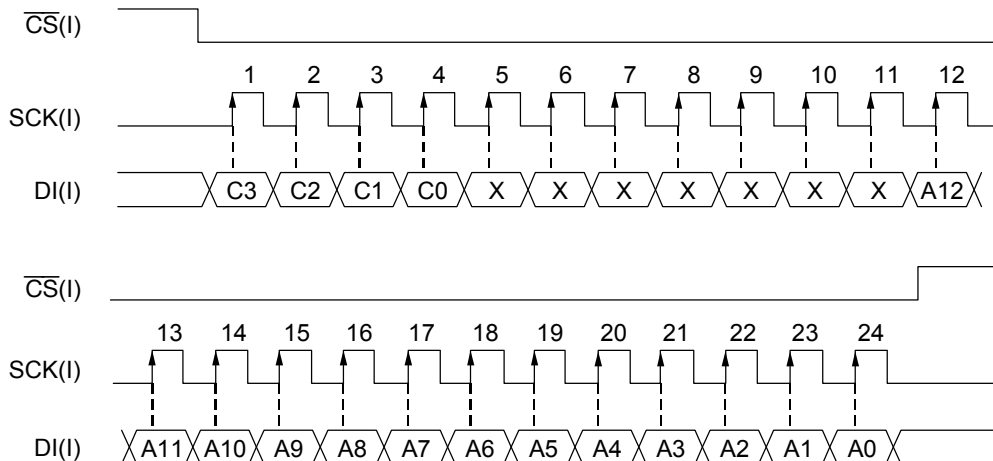 CS(I)
1 2 3 4 5 6 7 8 9 10 11 12
SCK(I)
DI(I) C3 C2 C1 C0 X X X X X X X A12
CS(I)
13 14 15 16 17 18 19 20 21 22 23 24
SCK(I)
DI(I) A11 A10 A9 A8 A7 A6 A5 A4 A3 A2 A1 A0